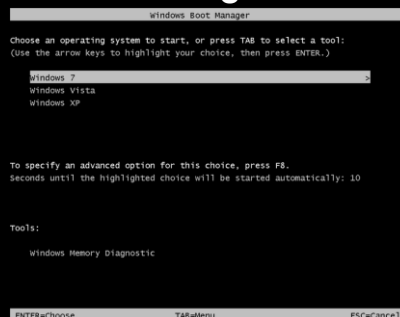 Windows Boot Manager
Choose an operating system to start, or press TAB to select a tool:
(Use the arrow keys to highlight your choice, then press ENTER.)
Windows 7 >
Windows Vista
Windows XP
To specify an advanced option for this choice, press F8.
Seconds until the highlighted choice will be started automatically: 10
Tools:
Windows Memory Diagnostic
ENTER=Choose TAB=Menu ESC=Cancel